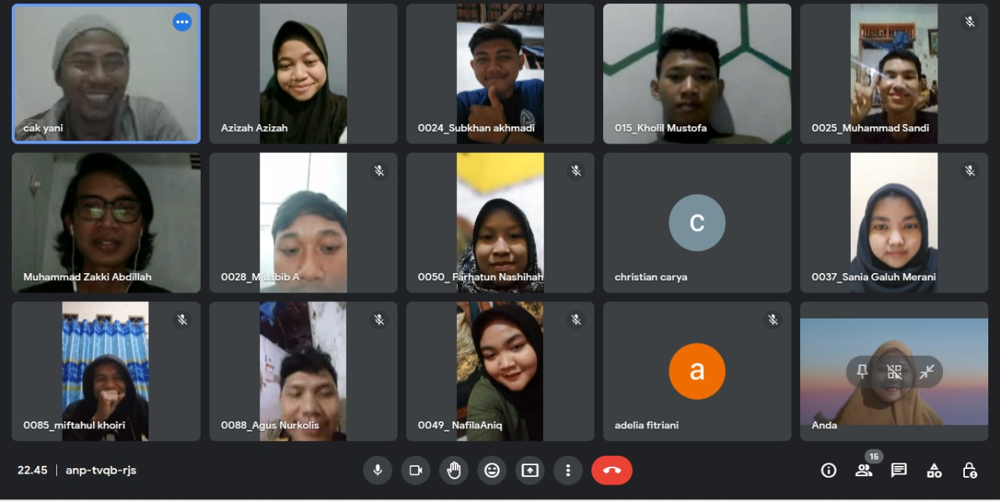 cak yani
Azizah Azizah
0024_Subkhan akhmadi
015_Kholil Mustofa
0025_Muhammad Sandi
Muhammad Zakki Abdillah
0028_M Labib A
0050_ Farhatun Nashihah
c
christian carya
0037_Sania Galuh Merani
0085_miftahul khoiri
0088_Agus Nurkolis
0049_ NafilaAniq
a
adelia fitriani
Anda
22.45 | anp-tvqb-rjs
15